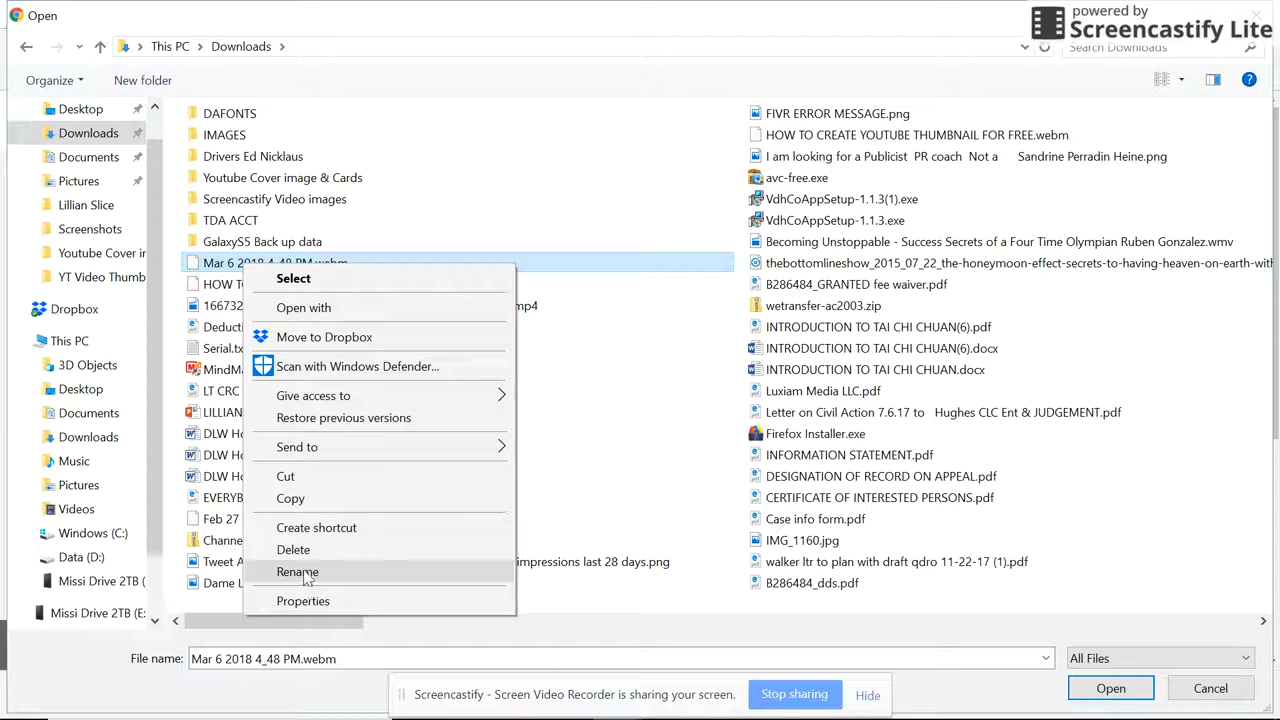 Open
powered by
Screencastify Lite
This PC > Downloads >
Search Downloads
Organize
New folder
Desktop
Downloads
Documents
Pictures
Lillian Slice
Screenshots
Youtube Cover i
YT Video Thumb
Dropbox
This PC
3D Objects
Desktop
Documents
Downloads
Music
Pictures
Videos
Windows (C:)
Data (D:)
Missi Drive 2TB (
Missi Drive 2TB (E:
DAFONTS
IMAGES
Drivers Ed Nicklaus
Youtube Cover image & Cards
Screencastify Video images
TDA ACCT
GalaxyS5 Back up data
Mar 6 2018 4_48 PM.webm
HOW T
166732
mp4
Deducti
Serial.tx
MindMa
LT CRC
LILLIAN
DLW Ho
DLW Ho
DLW Ho
EVERYB
Feb 27
Channe
Tweet A
impressions last 28 days.png
Dame L
Select
Open with
Move to Dropbox
Scan with Windows Defender...
Give access to
Restore previous versions
Send to
Cut
Copy
Create shortcut
Delete
Rename
Properties
FIVR ERROR MESSAGE.png
HOW TO CREATE YOUTUBE THUMBNAIL FOR FREE.webm
I am looking for a Publicist PR coach Not a Sandrine Perradin Heine.png
avc-free.exe
VdhCoAppSetup-1.1.3(1).exe
VdhCoAppSetup-1.1.3.exe
Becoming Unstoppable - Success Secrets of a Four Time Olympian Ruben Gonzalez.wmv
thebottomlineshow_2015_07_22_the-honeymoon-effect-secrets-to-having-heaven-on-earth-with
B286484_GRANTED fee waiver.pdf
wetransfer-ac2003.zip
INTRODUCTION TO TAI CHI CHUAN(6).pdf
INTRODUCTION TO TAI CHI CHUAN(6).docx
INTRODUCTION TO TAI CHI CHUAN.docx
Luxiam Media LLC.pdf
Letter on Civil Action 7.6.17 to Hughes CLC Ent & JUDGEMENT.pdf
Firefox Installer.exe
INFORMATION STATEMENT.pdf
DESIGNATION OF RECORD ON APPEAL.pdf
CERTIFICATE OF INTERESTED PERSONS.pdf
Case info form.pdf
IMG_1160.jpg
walker ltr to plan with draft qdro 11-22-17 (1).pdf
B286484_dds.pdf
File name: Mar 6 2018 4_48 PM.webm
All Files
Open
Cancel
Screencastify - Screen Video Recorder is sharing your screen.
Stop sharing
Hide